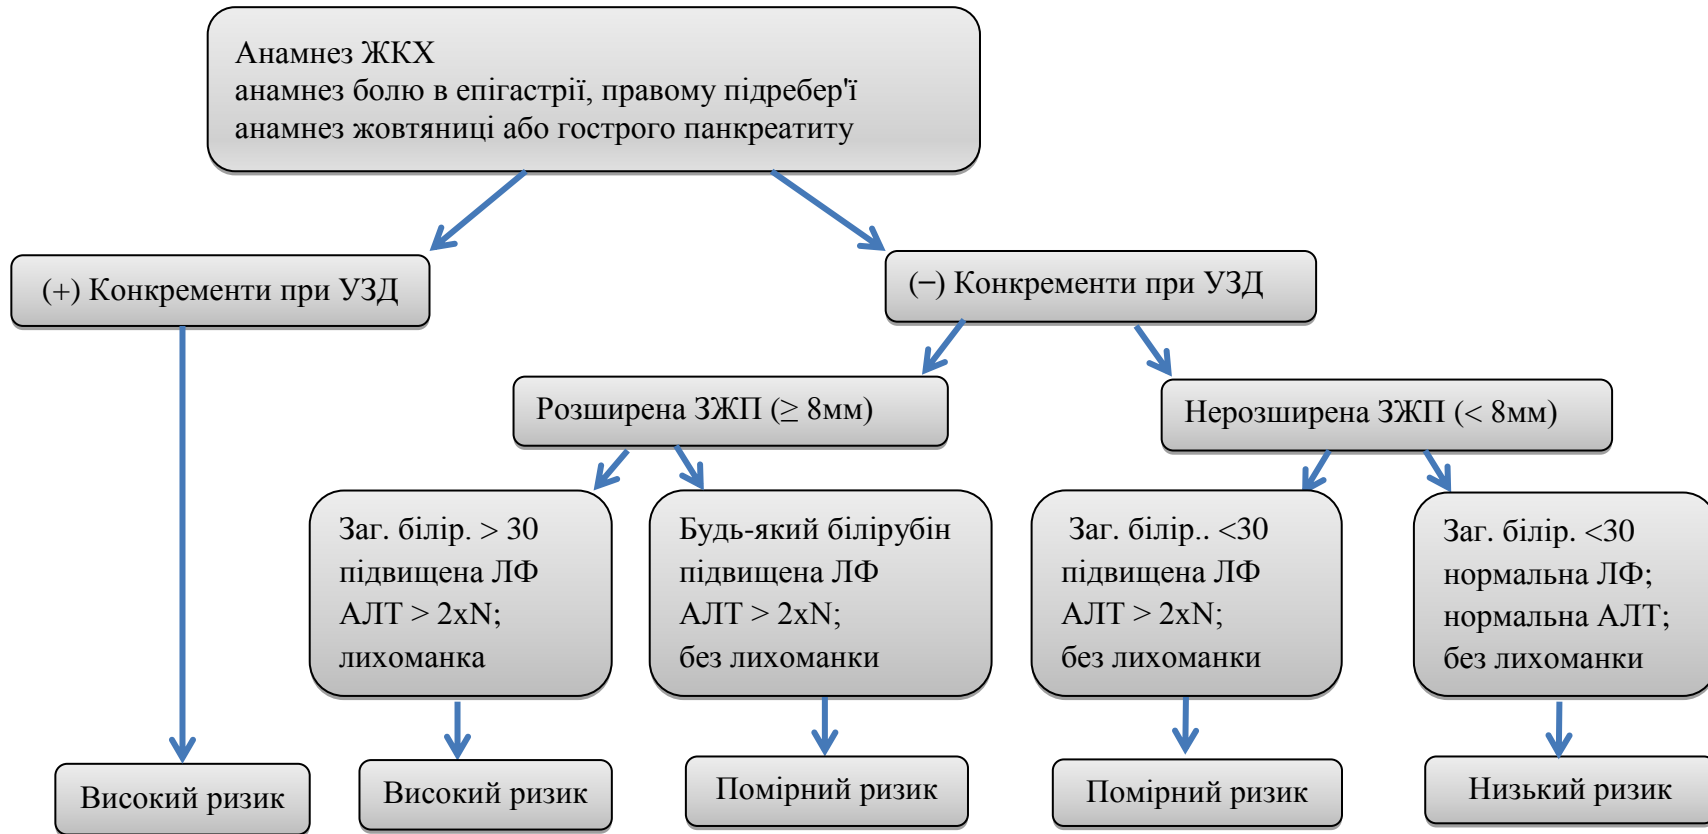 Анамнез ЖКХ
анамнез болю в епігастрії, правому підребер'ї
анамнез жовтяниці або гострого панкреатиту
(+) Конкременти при УЗД
(−) Конкременти при УЗД
Розширена ЗЖП (≥ 8мм)
Нерозширена ЗЖП (< 8мм)
Заг. білір. > 30
підвищена ЛФ
АЛТ > 2xN;
лихоманка
Будь-який білірубін
підвищена ЛФ
АЛТ > 2xN;
без лихоманки
Заг. білір.. <30
підвищена ЛФ
АЛТ > 2xN;
без лихоманки
Заг. білір. <30
нормальна ЛФ;
нормальна АЛТ;
без лихоманки
Високий ризик
Високий ризик
Помірний ризик
Помірний ризик
Низький ризик